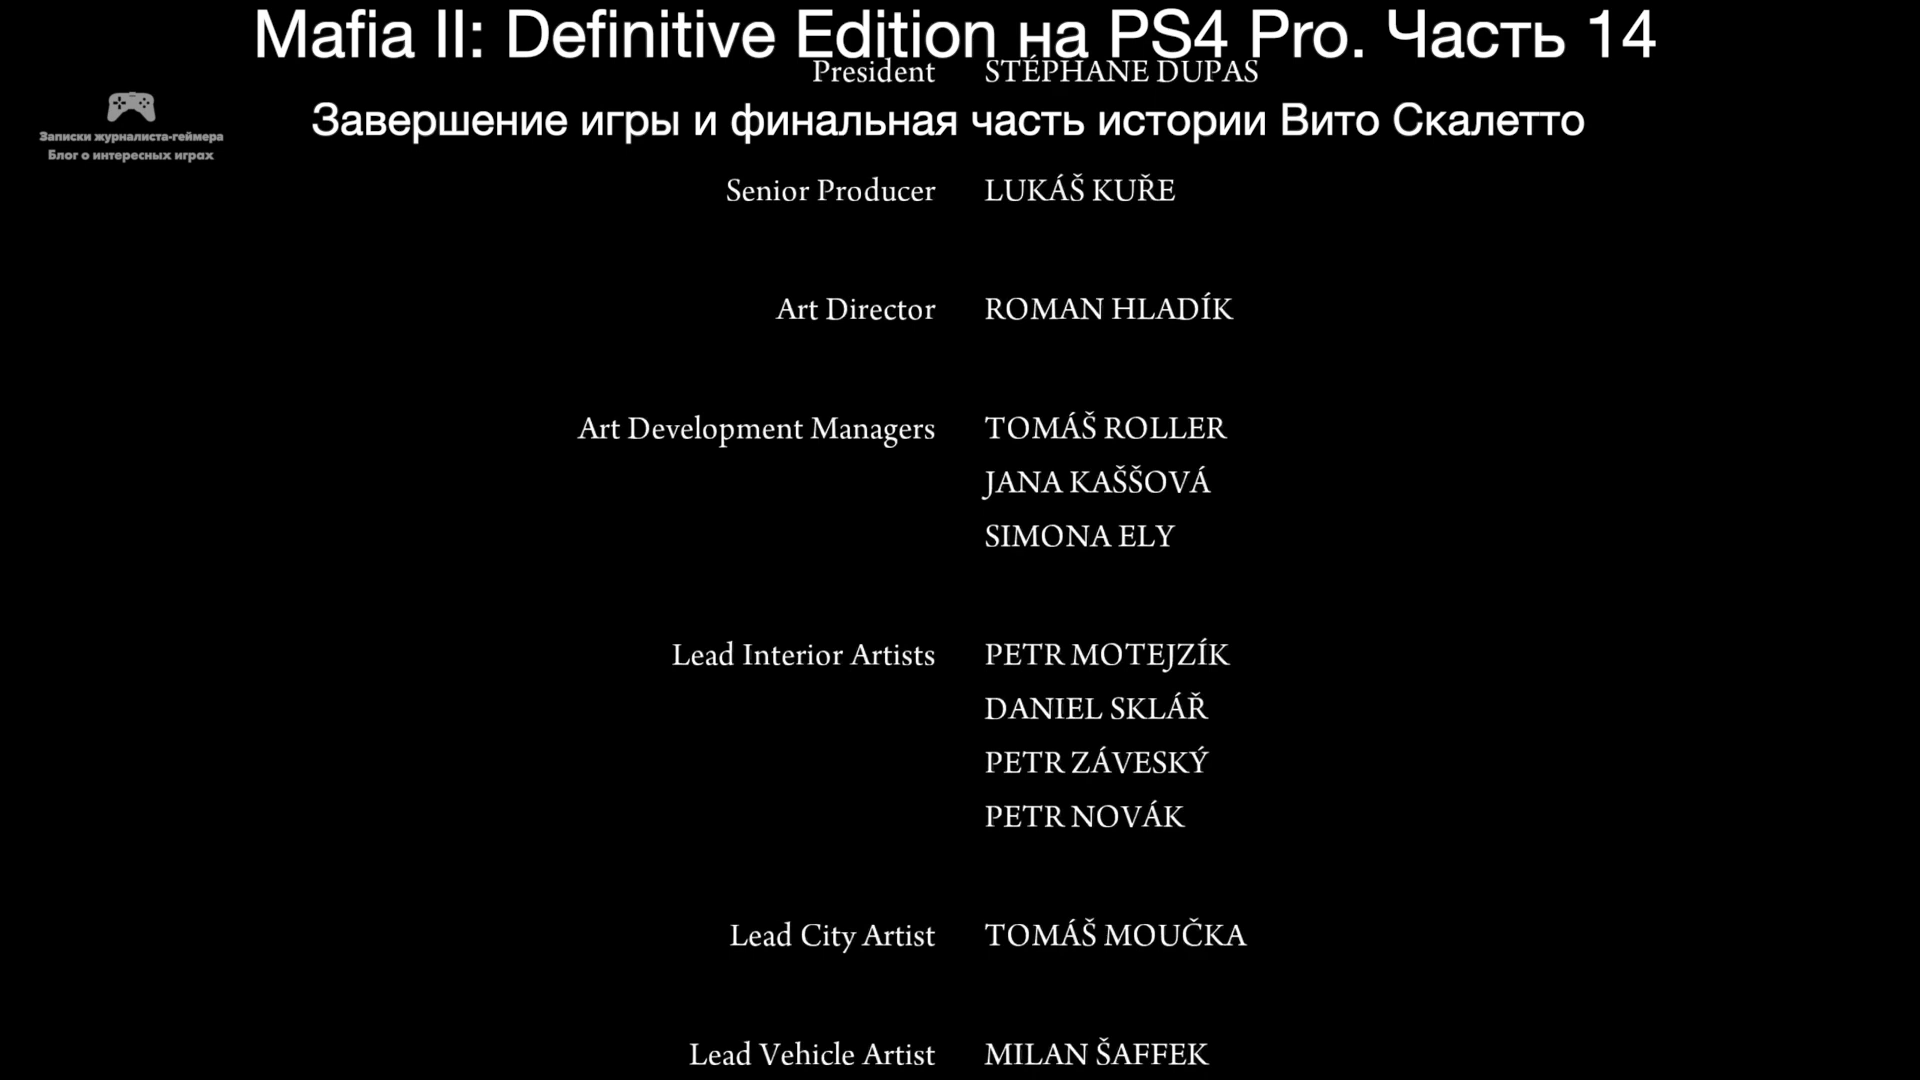 Mafia II: Definitive Edition на PS4 Pro. Часть 14
President STÉPHANE DUPAS
Завершение игры и финальная часть истории Вито Скалетто
Записки журналиста-геймера
Блог о интересных играх
Senior Producer LUKÁŠ KUŘE
Art Director ROMAN HLADÍK
Art Development Managers TOMÁŠ ROLLER
JANA KAŠŠOVÁ
SIMONA ELY
Lead Interior Artists PETR MOTEJZÍK
DANIEL SKLÁŘ
PETR ZÁVESKÝ
PETR NOVÁK
Lead City Artist TOMÁŠ MOUČKA
Lead Vehicle Artist MILAN ŠAFFEK